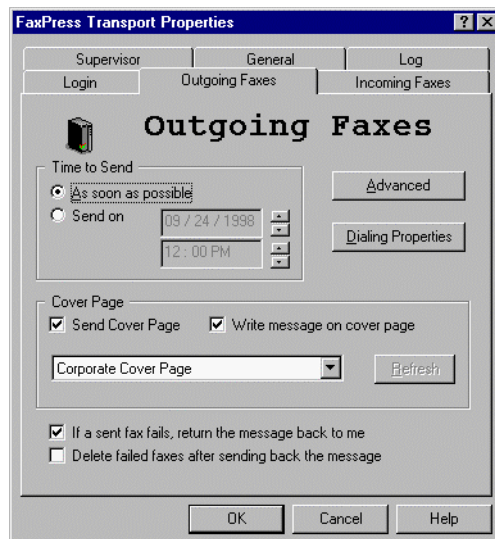 FaxPress Transport Properties
Supervisor General Log
Login Outgoing Faxes Incoming Faxes
Outgoing Faxes
Time to Send
As soon as possible
Advanced
Send on 09 / 24 / 1998
12 : 00 PM
Dialing Properties
Cover Page
Send Cover Page Write message on cover page
Corporate Cover Page Refresh
If a sent fax fails, return the message back to me
Delete failed faxes after sending back the message
OK Cancel Help